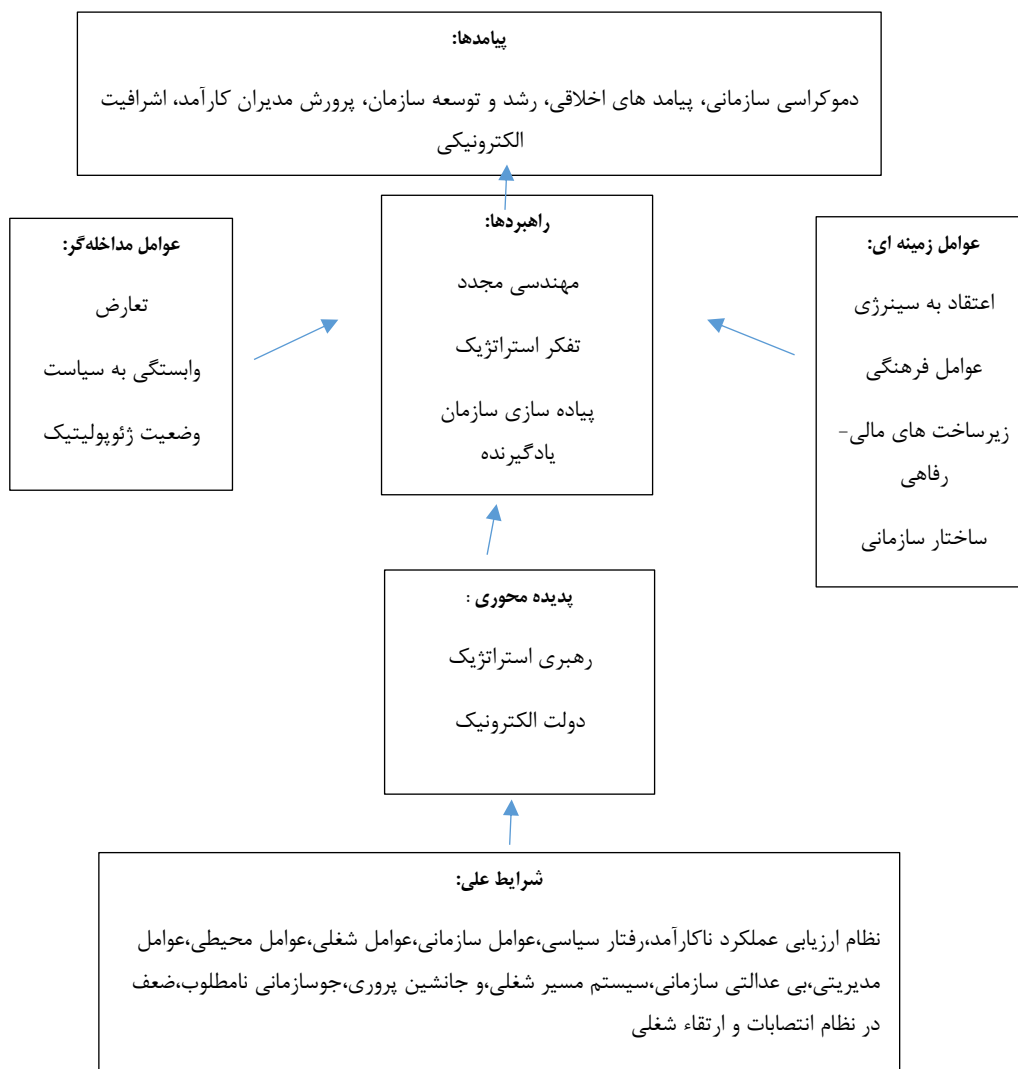 پیامدها:
دموکراسی سازمانی، پیامد های اخلاقی، رشد و توسعه سازمان، پرورش مدیران کارآمد، اشرافیت
الکترونیکی
عوامل زمینه ای:
اعتقاد به سینرژی
عوامل فرهنگی
زیرساخت های مالی-
رفاهی
ساختار سازمانی
راهبردها:
مهندسی مجدد
تفکر استراتژیک
پیاده سازی سازمان
یادگیرنده
عوامل مداخله‌گر:
تعارض
وابستگی به سیاست
وضعیت ژئوپولیتیک
پدیده محوری :
رهبری استراتژیک
دولت الکترونیک
شرایط علی:
نظام ارزیابی عملکرد ناکارآمد،رفتار سیاسی،عوامل سازمانی،عوامل شغلی،عوامل محیطی،عوامل
مدیریتی،بی عدالتی سازمانی،سیستم مسیر شغلی،و جانشین پروری،جوسازمانی نامطلوب،ضعف
در نظام انتصابات و ارتقاء شغلی